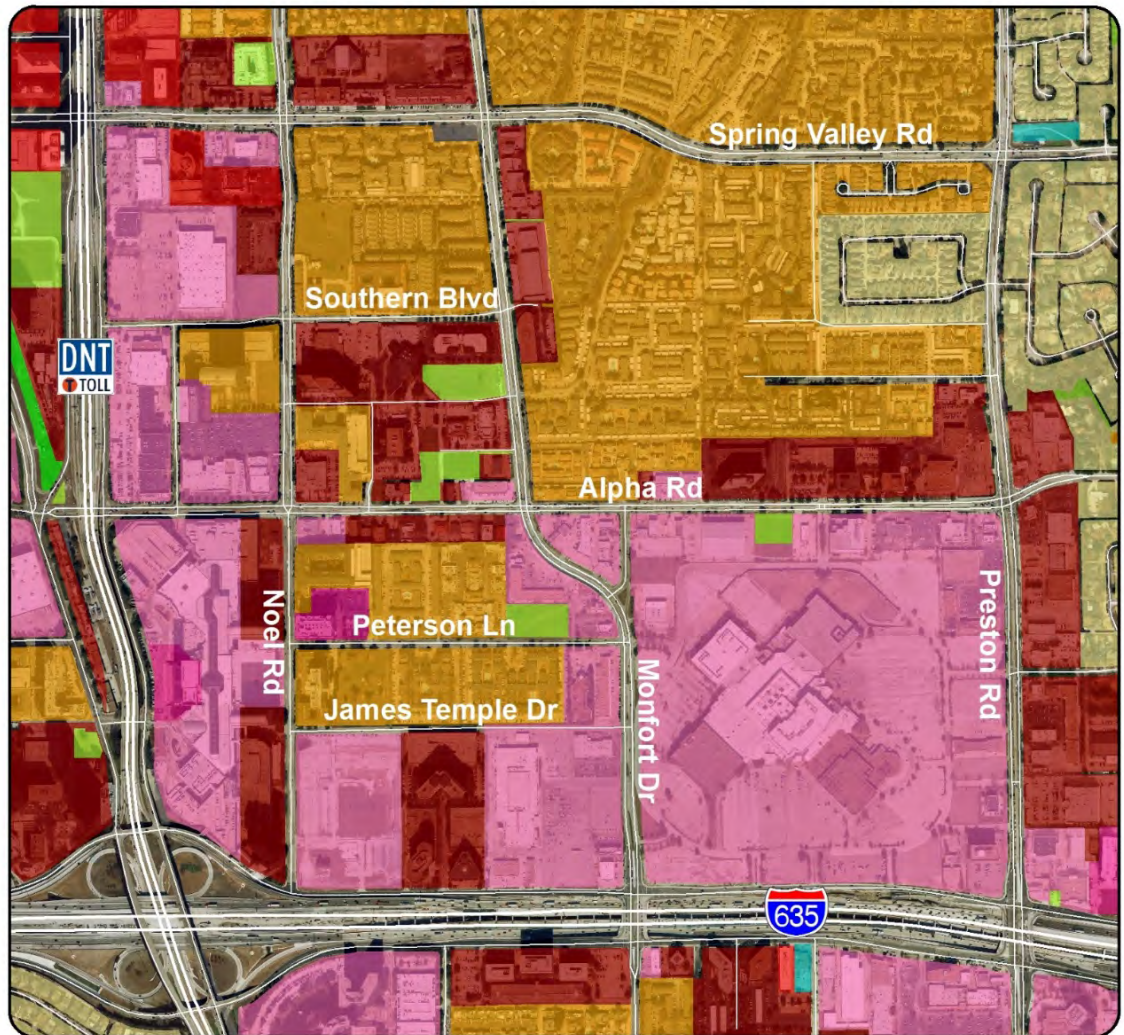 Spring Valley Rd
Southern Blvd
DNT
T TOLL
Alpha Rd
Noel Rd
Peterson Ln
Preston Rd
James Temple Dr
Monfort Dr
635